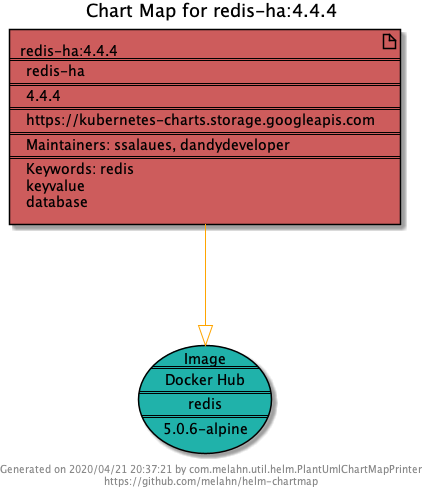 Chart Map for redis-ha:4.4.4
redis-ha:4.4.4
redis-ha
4.4.4
https://kubernetes-charts.storage.googleapis.com
Maintainers: ssalaues, dandydeveloper
Keywords: redis
keyvalue
database
Image
Docker Hub
redis
5.0.6-alpine
Generated on 2020/04/21 20:37:21 by com.melahn.util.helm.PlantUmlChartMapPrinter
https://github.com/melahn/helm-chartmap